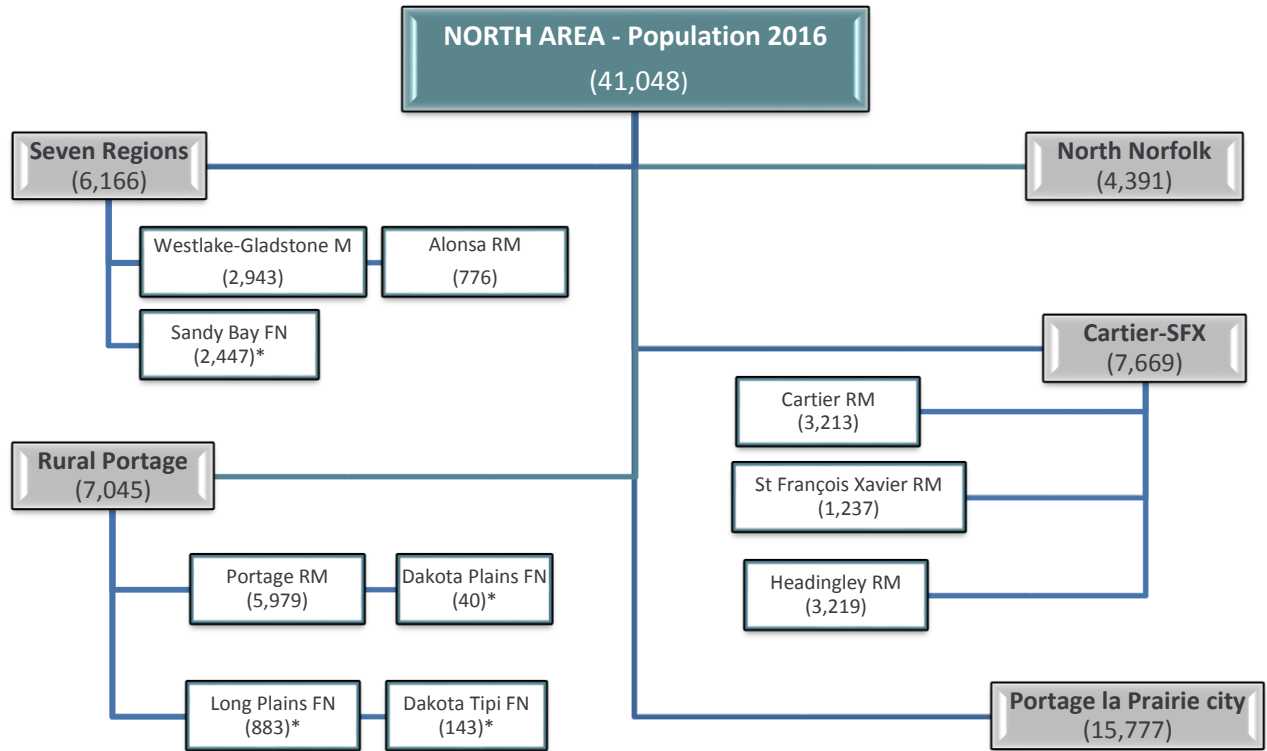 NORTH AREA - Population 2016
(41,048)
Seven Regions
(6,166)
North Norfolk
(4,391)
Westlake-Gladstone M
(2,943)
Alonsa RM
(776)
Sandy Bay FN
(2,447)*
Cartier-SFX
(7,669)
Cartier RM
(3,213)
St François Xavier RM
(1,237)
Headingley RM
(3,219)
Rural Portage
(7,045)
Portage RM
(5,979)
Dakota Plains FN
(40)*
Long Plains FN
(883)*
Dakota Tipi FN
(143)*
Portage la Prairie city
(15,777)